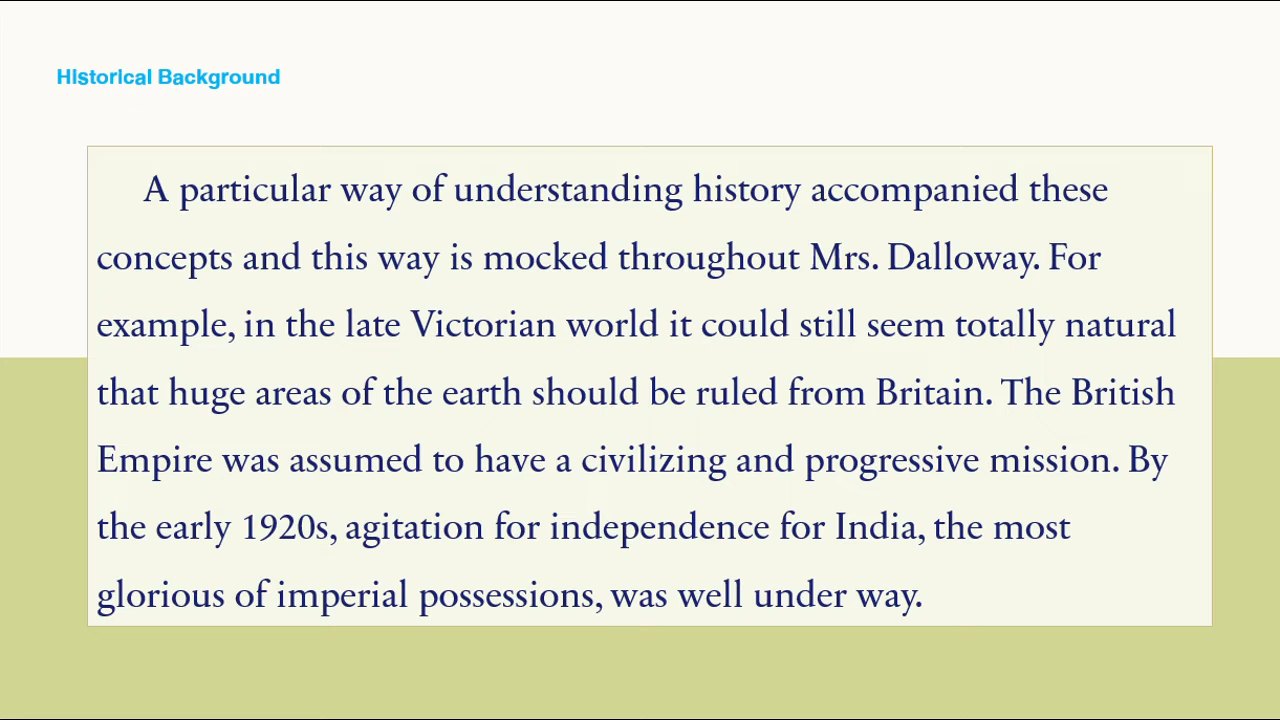 Historical Background
A particular way of understanding history accompanied these
concepts and this way is mocked throughout Mrs. Dalloway. For
example, in the late Victorian world it could still seem totally natural
that huge areas of the earth should be ruled from Britain. The British
Empire was assumed to have a civilizing and progressive mission. By
the early 1920s, agitation for independence for India, the most
glorious of imperial possessions, was well under way.